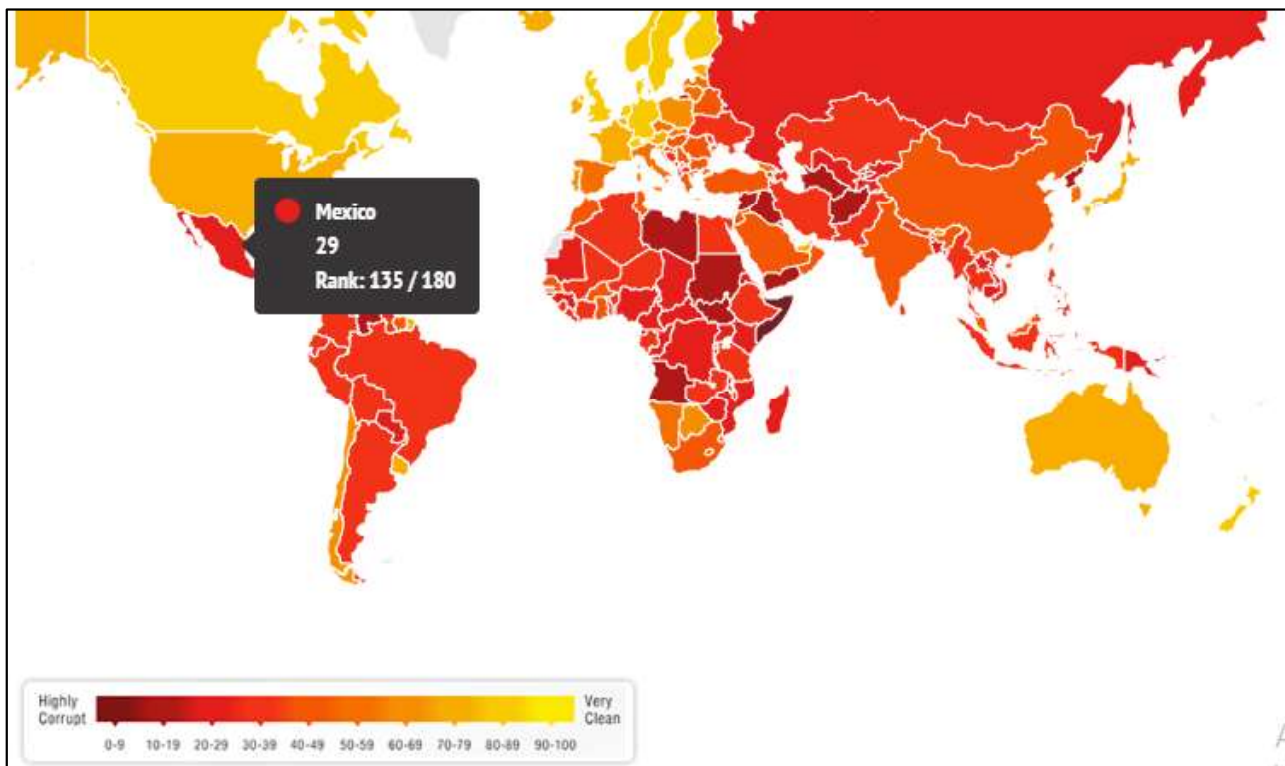 Mexico
29
Rank: 135 / 180
Highly
Corrupt
Very
Clean
0-9 10-19 20-29 30-39 40-49 50-59 60-69 70-79 80-89 90-100